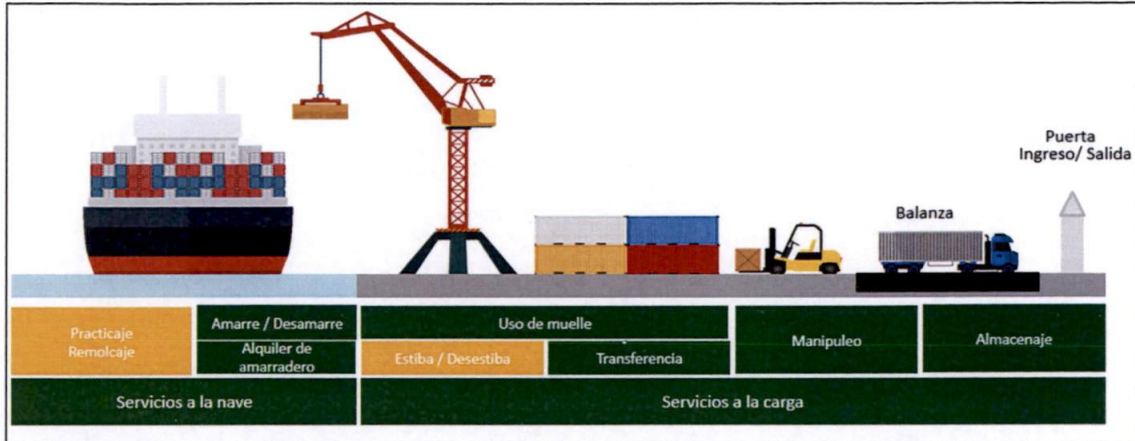 Puerta
Ingreso/ Salida
Balanza
Practicaje
Remolcaje
Amarre / Desamarre
Alquiler de
amarradero
Uso de muelle
Estiba / Desestiba
Transferencia
Manipuleo
Almacenaje
Servicios a la nave
Servicios a la carga